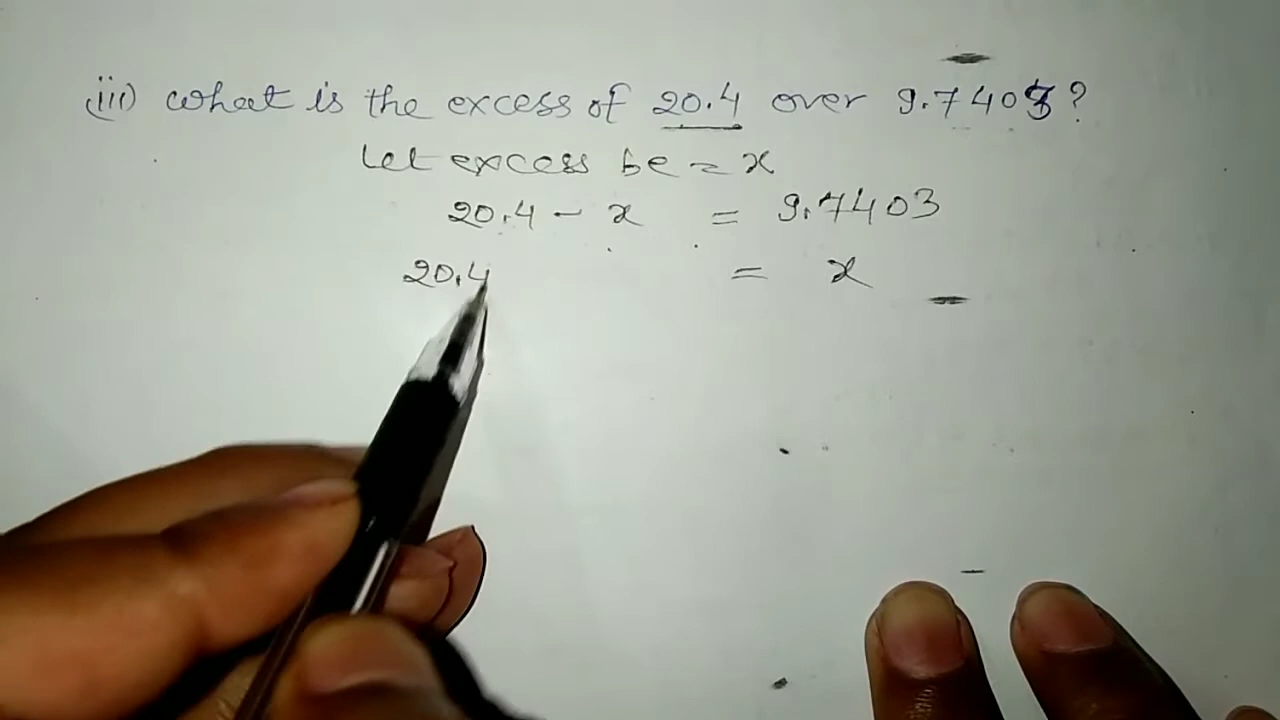 (iii) What is the excess of 20.4 over 9.7403?
Let excess be = x
20.4 - x = 9.7403
20.4 = x